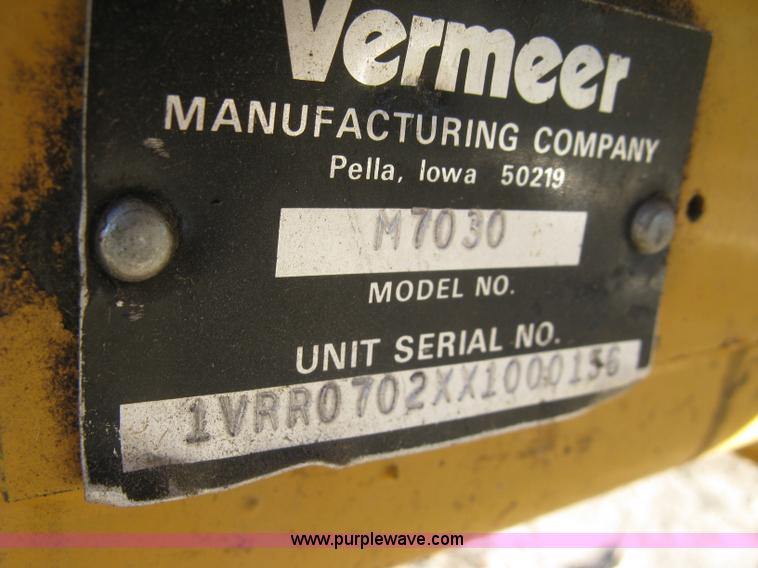 Vermeer
MANUFACTURING COMPANY
Pella, Iowa 50219
M7030
MODEL NO.
UNIT SERIAL NO.
1VRR0702XX1000156
www.purplewave.com